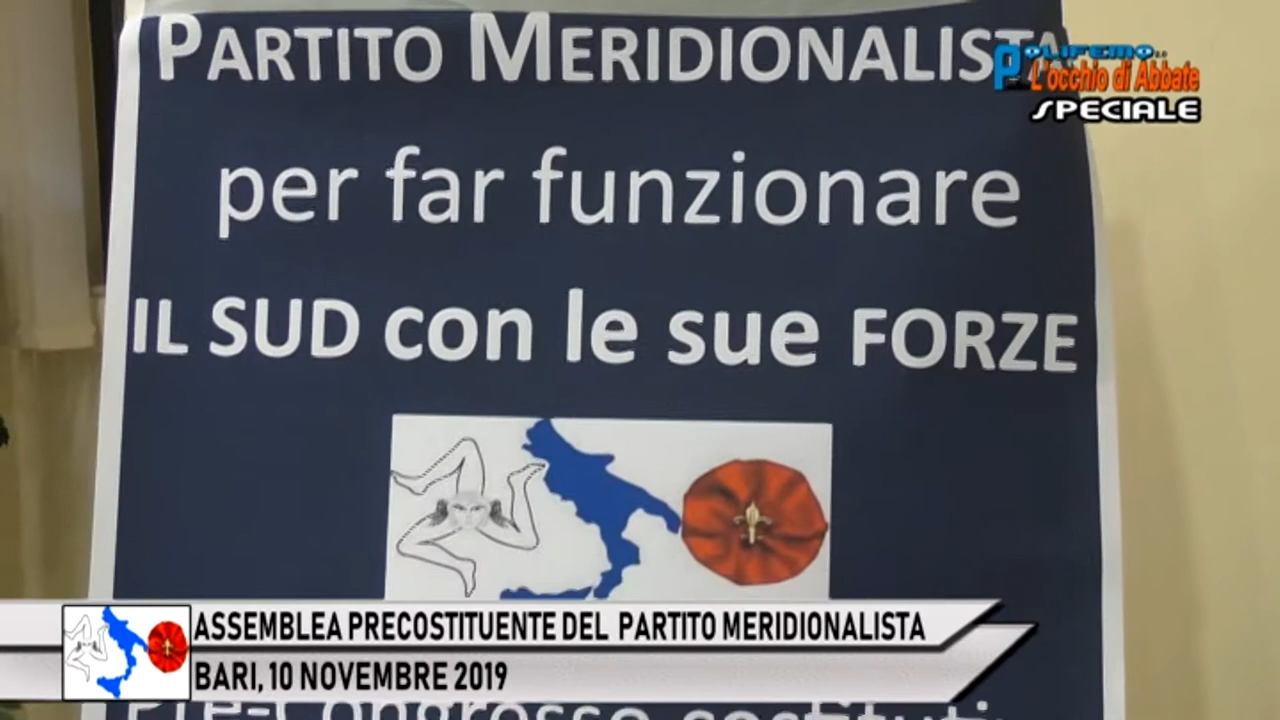 PARTITO MERIDIONALISTA
POLIFEMO
L'occhio di Abbate
SPECIALE
per far funzionare
IL SUD con le sue FORZE
ASSEMBLEA PRECOSTITUENTE DEL PARTITO MERIDIONALISTA
BARI, 10 NOVEMBRE 2019